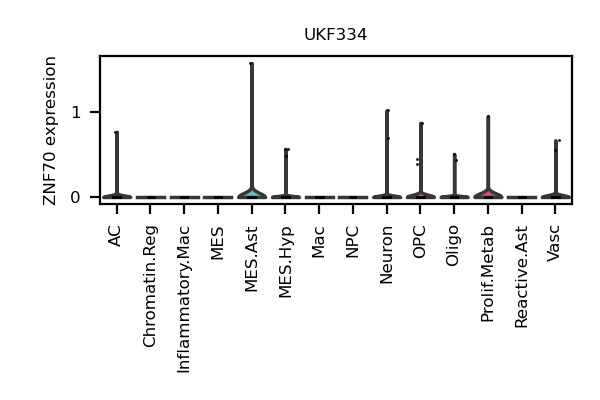 UKF334
ZNF70 expression
1
0
AC
Chromatin.Reg
Inflammatory.Mac
MES
MES.Ast
MES.Hyp
Mac
NPC
Neuron
OPC
Oligo
Prolif.Metab
Reactive.Ast
Vasc